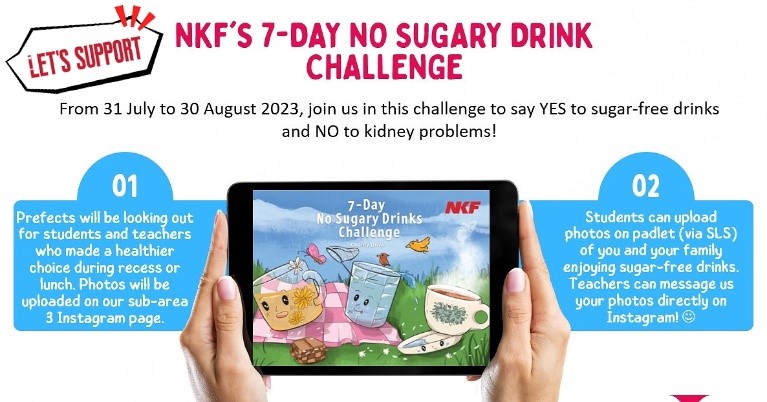 LET'S SUPPORT
NKF'S 7-DAY NO SUGARY DRINK
CHALLENGE
From 31 July to 30 August 2023, join us in this challenge to say YES to sugar-free drinks
and NO to kidney problems!
01
Prefects will be looking out
for students and teachers
who made a healthier
choice during recess or
lunch. Photos will be
uploaded on our sub-area
3 Instagram page.
7-Day
No Sugary Drinks
Challenge
NKF
02
Students can upload
photos on padlet (via SLS)
of you and your family
enjoying sugar-free drinks.
Teachers can message us
your photos directly on
Instagram! ☺